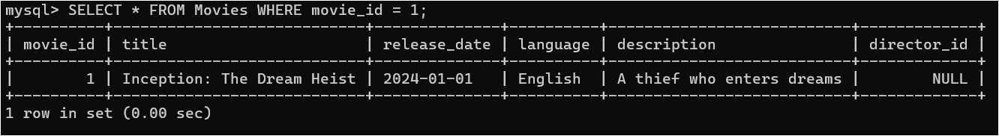 mysql> SELECT * FROM Movies WHERE movie_id = 1;
+----------+-----------------------------+--------------+----------+---------------------------+-------------+
| movie_id | title                       | release_date | language | description               | director_id |
+----------+-----------------------------+--------------+----------+---------------------------+-------------+
|        1 | Inception: The Dream Heist | 2024-01-01   | English  | A thief who enters dreams |        NULL |
+----------+-----------------------------+--------------+----------+---------------------------+-------------+
1 row in set (0.00 sec)